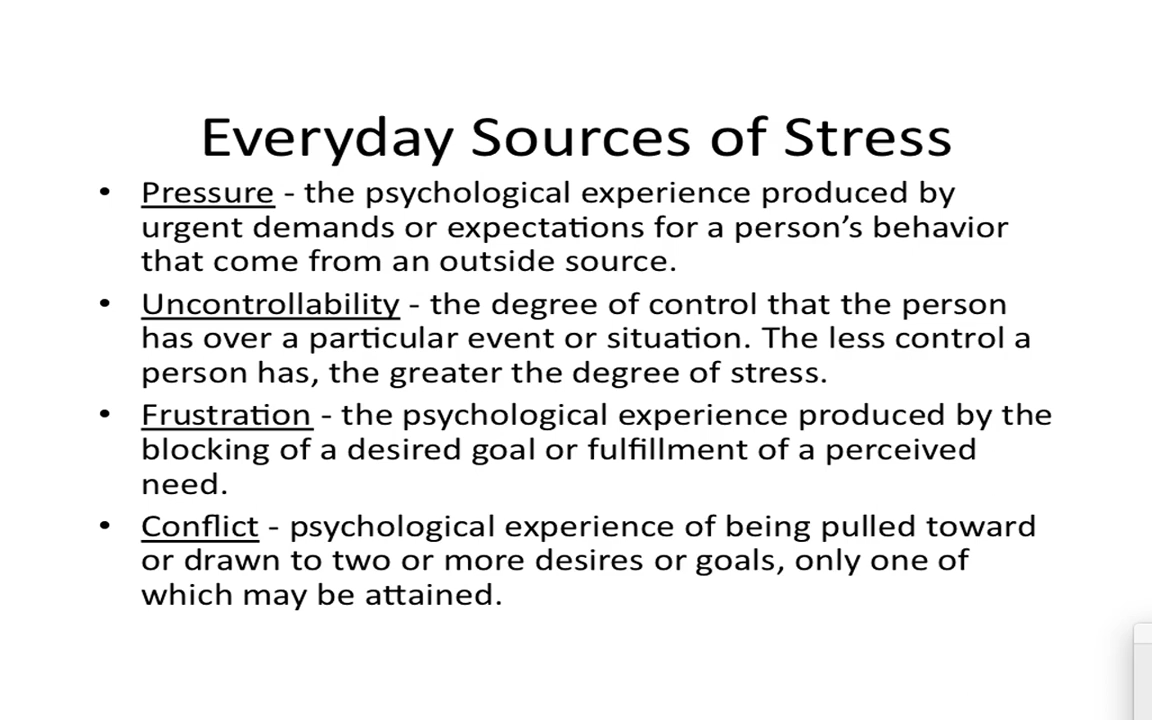 Everyday Sources of Stress
• Pressure - the psychological experience produced by
urgent demands or expectations for a person’s behavior
that come from an outside source.
• Uncontrollability - the degree of control that the person
has over a particular event or situation. The less control a
person has, the greater the degree of stress.
• Frustration - the psychological experience produced by the
blocking of a desired goal or fulfillment of a perceived
need.
• Conflict - psychological experience of being pulled toward
or drawn to two or more desires or goals, only one of
which may be attained.